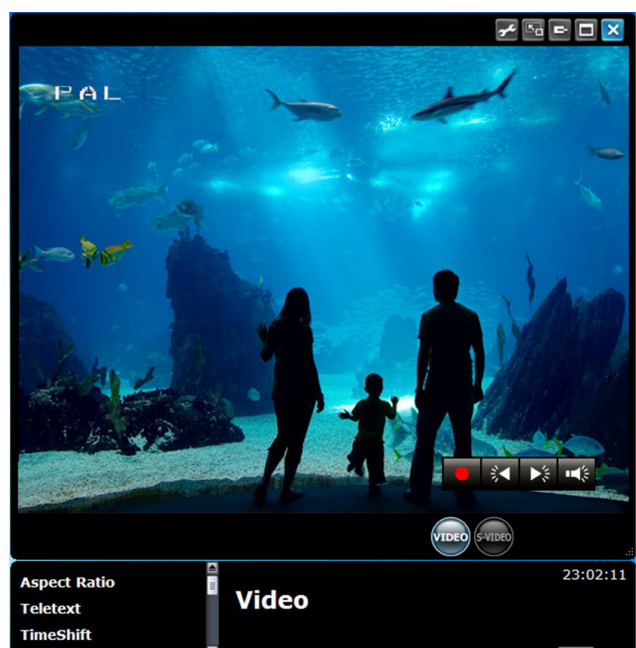 PAL
VIDEO S-VIDEO
Aspect Ratio
Teletext
TimeShift
Video
23:02:11